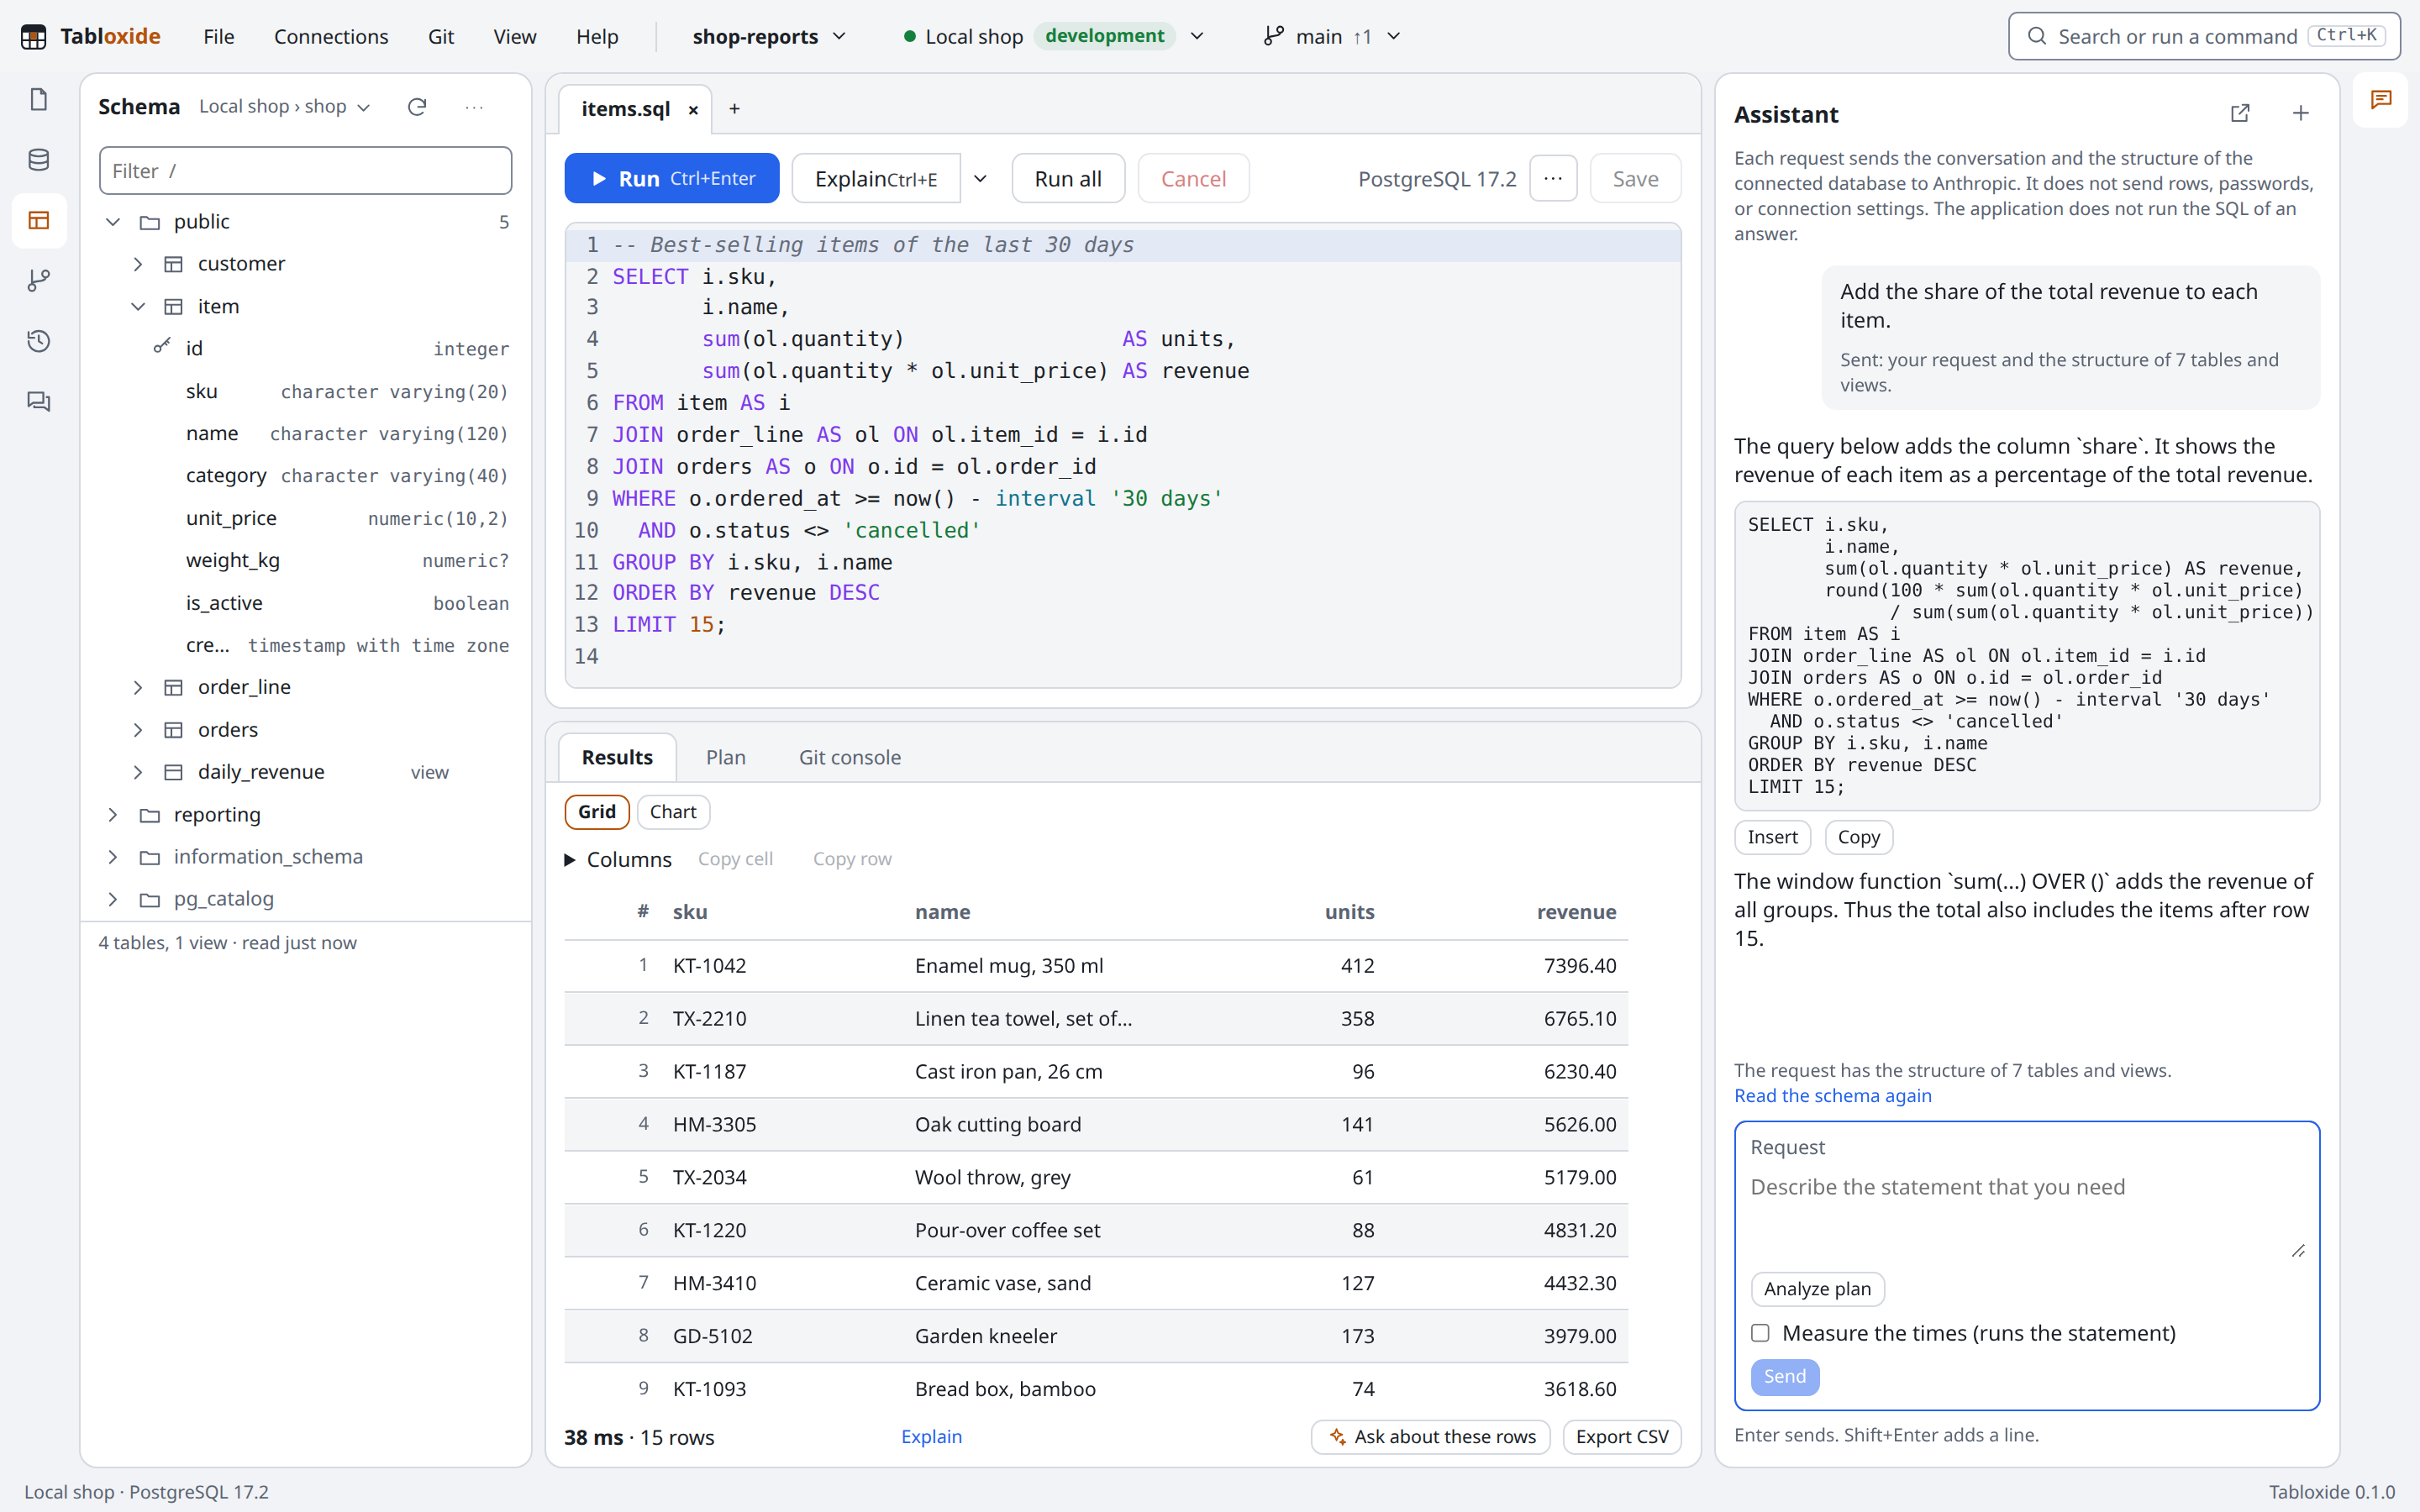 Tabloxide File Connections Git View Help shop-reports Local shop development main ↑1 Search or run a command Ctrl+K
Schema Local shop › shop ···
Filter /
public 5
customer
item
id integer
sku character varying(20)
name character varying(120)
category character varying(40)
unit_price numeric(10,2)
weight_kg numeric?
is_active boolean
cre... timestamp with time zone
order_line
orders
daily_revenue view
reporting
information_schema
pg_catalog
4 tables, 1 view · read just now
items.sql × +
Run Ctrl+Enter Explain Ctrl+E Run all Cancel PostgreSQL 17.2 ··· Save
1 -- Best-selling items of the last 30 days
2 SELECT i.sku,
3 i.name,
4 sum(ol.quantity) AS units,
5 sum(ol.quantity * ol.unit_price) AS revenue
6 FROM item AS i
7 JOIN order_line AS ol ON ol.item_id = i.id
8 JOIN orders AS o ON o.id = ol.order_id
9 WHERE o.ordered_at >= now() - interval '30 days'
10 AND o.status <> 'cancelled'
11 GROUP BY i.sku, i.name
12 ORDER BY revenue DESC
13 LIMIT 15;
14
Results Plan Git console
Grid Chart
Columns Copy cell Copy row
# sku name units revenue
1 KT-1042 Enamel mug, 350 ml 412 7396.40
2 TX-2210 Linen tea towel, set of... 358 6765.10
3 KT-1187 Cast iron pan, 26 cm 96 6230.40
4 HM-3305 Oak cutting board 141 5626.00
5 TX-2034 Wool throw, grey 61 5179.00
6 KT-1220 Pour-over coffee set 88 4831.20
7 HM-3410 Ceramic vase, sand 127 4432.30
8 GD-5102 Garden kneeler 173 3979.00
9 KT-1093 Bread box, bamboo 74 3618.60
38 ms · 15 rows Explain Ask about these rows Export CSV
Assistant
Each request sends the conversation and the structure of the
connected database to Anthropic. It does not send rows, passwords,
or connection settings. The application does not run the SQL of an
answer.
Add the share of the total revenue to each
item.
Sent: your request and the structure of 7 tables and
views.
The query below adds the column `share`. It shows the
revenue of each item as a percentage of the total revenue.
SELECT i.sku,
i.name,
sum(ol.quantity * ol.unit_price) AS revenue,
round(100 * sum(ol.quantity * ol.unit_price)
/ sum(sum(ol.quantity * ol.unit_price))
FROM item AS i
JOIN order_line AS ol ON ol.item_id = i.id
JOIN orders AS o ON o.id = ol.order_id
WHERE o.ordered_at >= now() - interval '30 days'
AND o.status <> 'cancelled'
GROUP BY i.sku, i.name
ORDER BY revenue DESC
LIMIT 15;
Insert Copy
The window function `sum(...) OVER ()` adds the revenue of
all groups. Thus the total also includes the items after row
15.
The request has the structure of 7 tables and views.
Read the schema again
Request
Describe the statement that you need
Analyze plan
Measure the times (runs the statement)
Send
Enter sends. Shift+Enter adds a line.
Local shop · PostgreSQL 17.2 Tabloxide 0.1.0